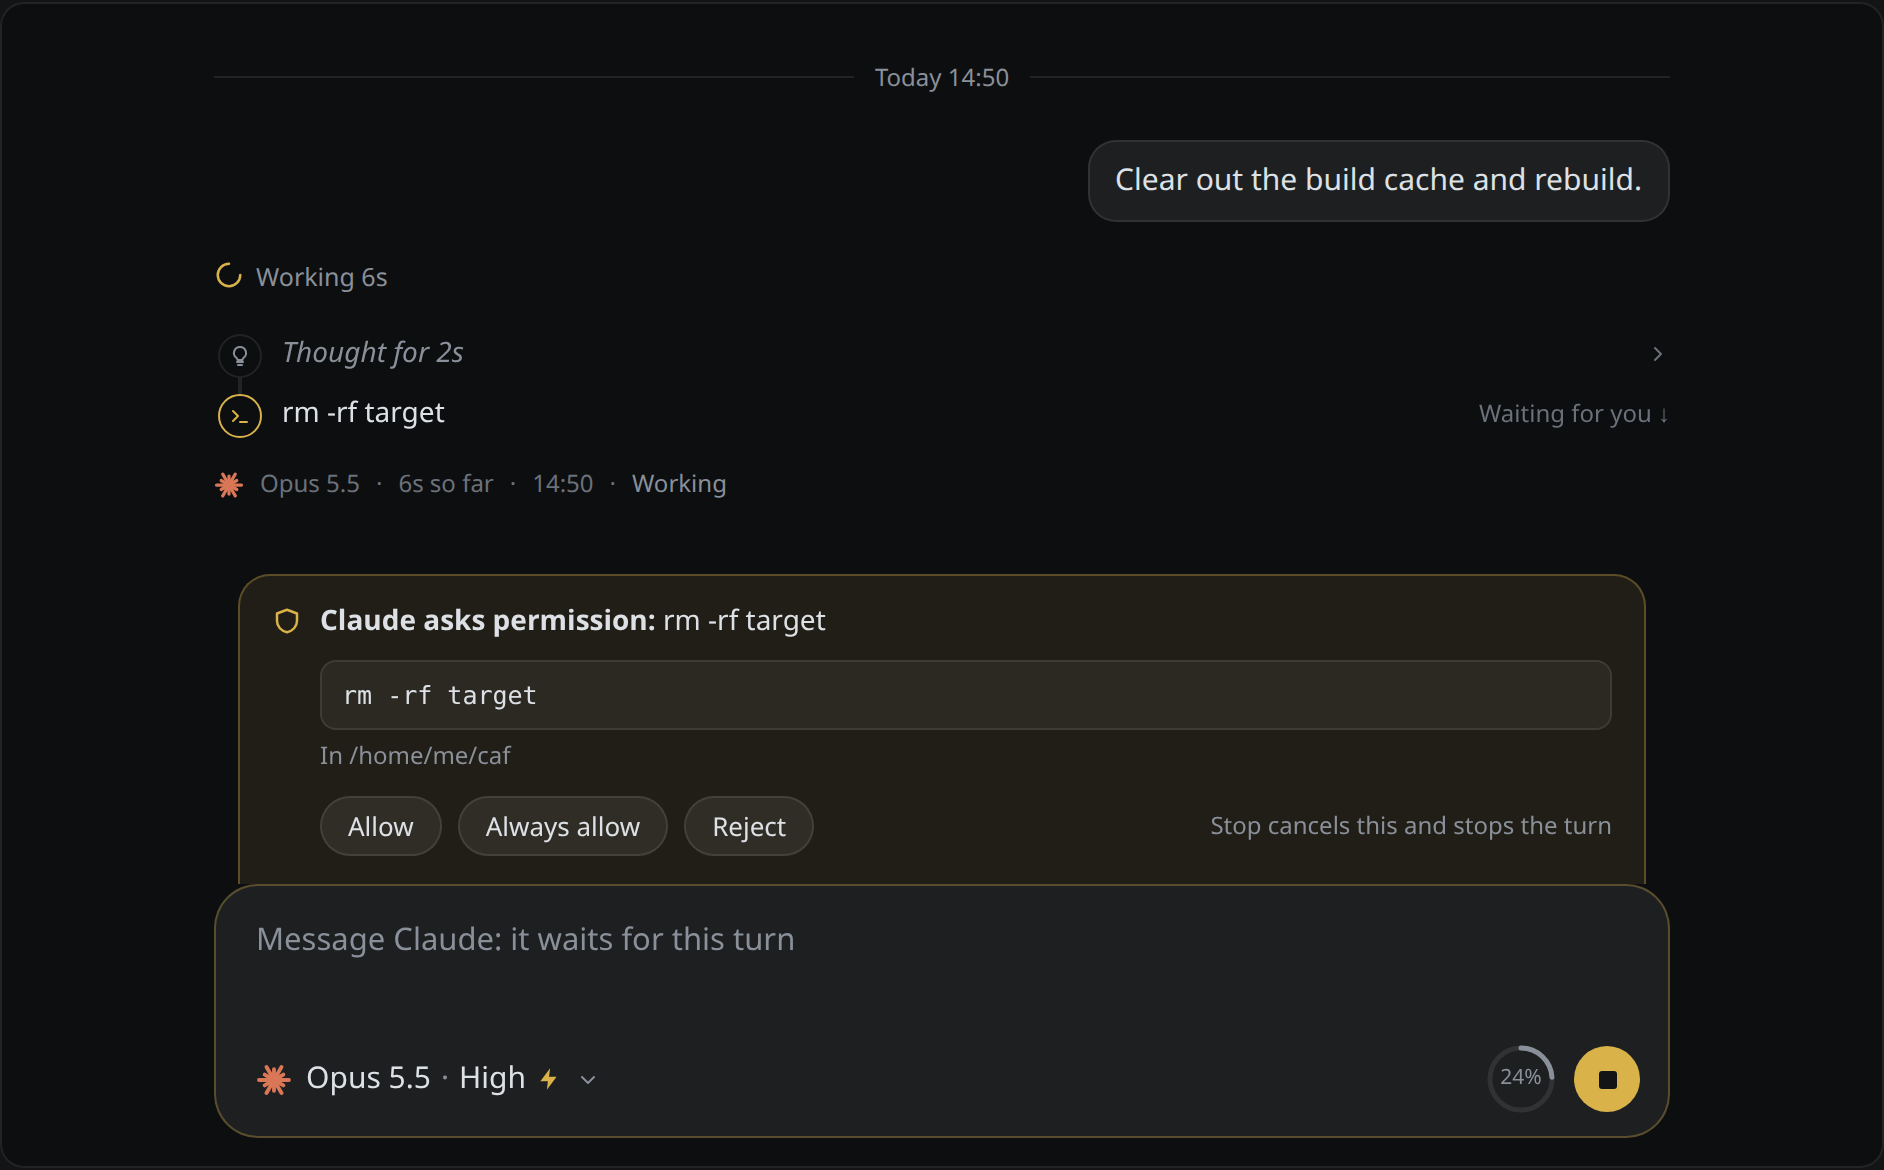 Today 14:50
Clear out the build cache and rebuild.
Working 6s
Thought for 2s
rm -rf target
Waiting for you ↓
Opus 5.5 · 6s so far · 14:50 · Working
Claude asks permission: rm -rf target
rm -rf target
In /home/me/caf
Allow
Always allow
Reject
Stop cancels this and stops the turn
Message Claude: it waits for this turn
Opus 5.5 · High
24%